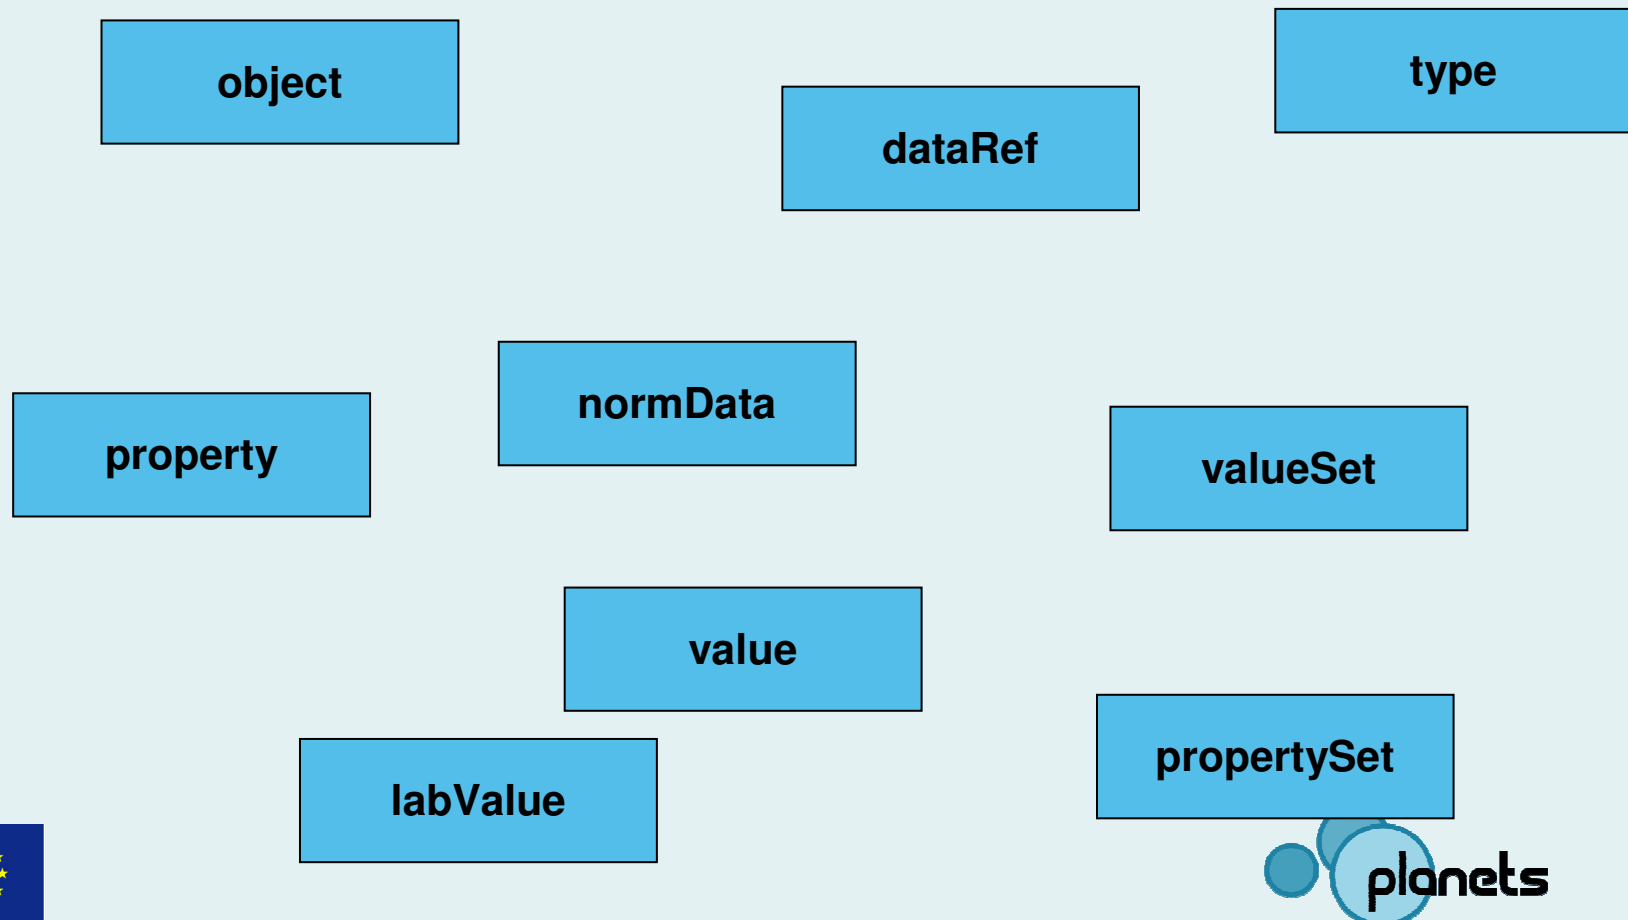 object
type
dataRef
normData
property
valueSet
value
propertySet
labValue
planets